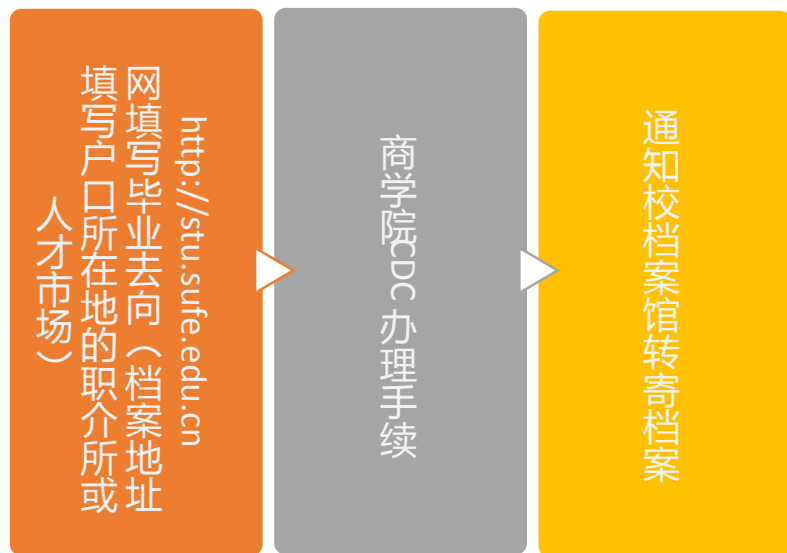 http://stu.sufe.edu.cn
网填写毕业去向（档案地址
填写户口所在地的职介所或
人才市场）
商学院CDC 办理手续
通知校档案馆转寄档案